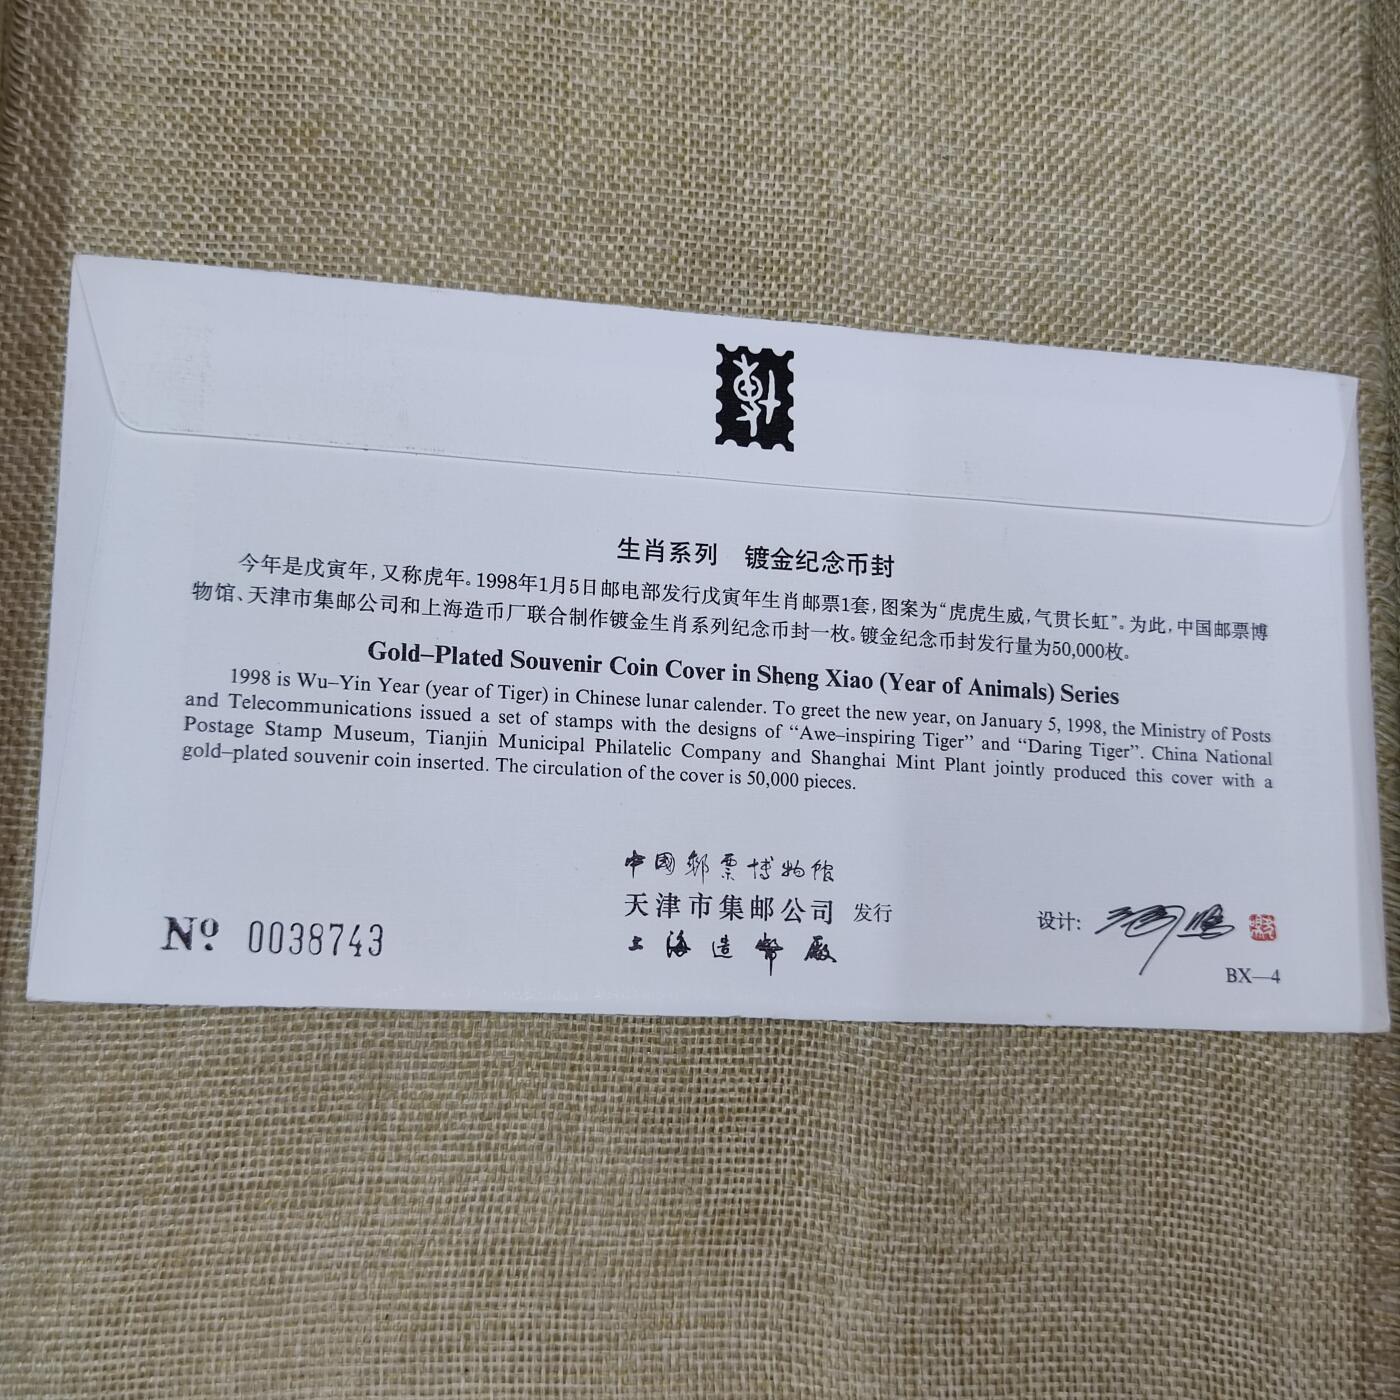 博
生肖系列 镀金纪念币封
今年是戊寅年，又称虎年。1998年1月5日邮电部发行戊寅年生肖邮票1套，图案为“虎虎生威，气贯长虹”。为此，中国邮票博
物馆、天津市集邮公司和上海造币厂联合制作镀金生肖系列纪念币封一枚。镀金纪念币封发行量为50,000枚。
Gold–Plated Souvenir Coin Cover in Sheng Xiao (Year of Animals) Series
1998 is Wu–Yin Year (year of Tiger) in Chinese lunar calender. To greet the new year, on January 5, 1998, the Ministry of Posts
and Telecommunications issued a set of stamps with the designs of “Awe–inspiring Tiger” and “Daring Tiger”. China National
Postage Stamp Museum, Tianjin Municipal Philatelic Company and Shanghai Mint Plant jointly produced this cover with a
gold–plated souvenir coin inserted. The circulation of the cover is 50,000 pieces.
中國郵票博物館
天津市集邮公司 发行
上海造幣廠
№ 0038743
设计:
BX—4